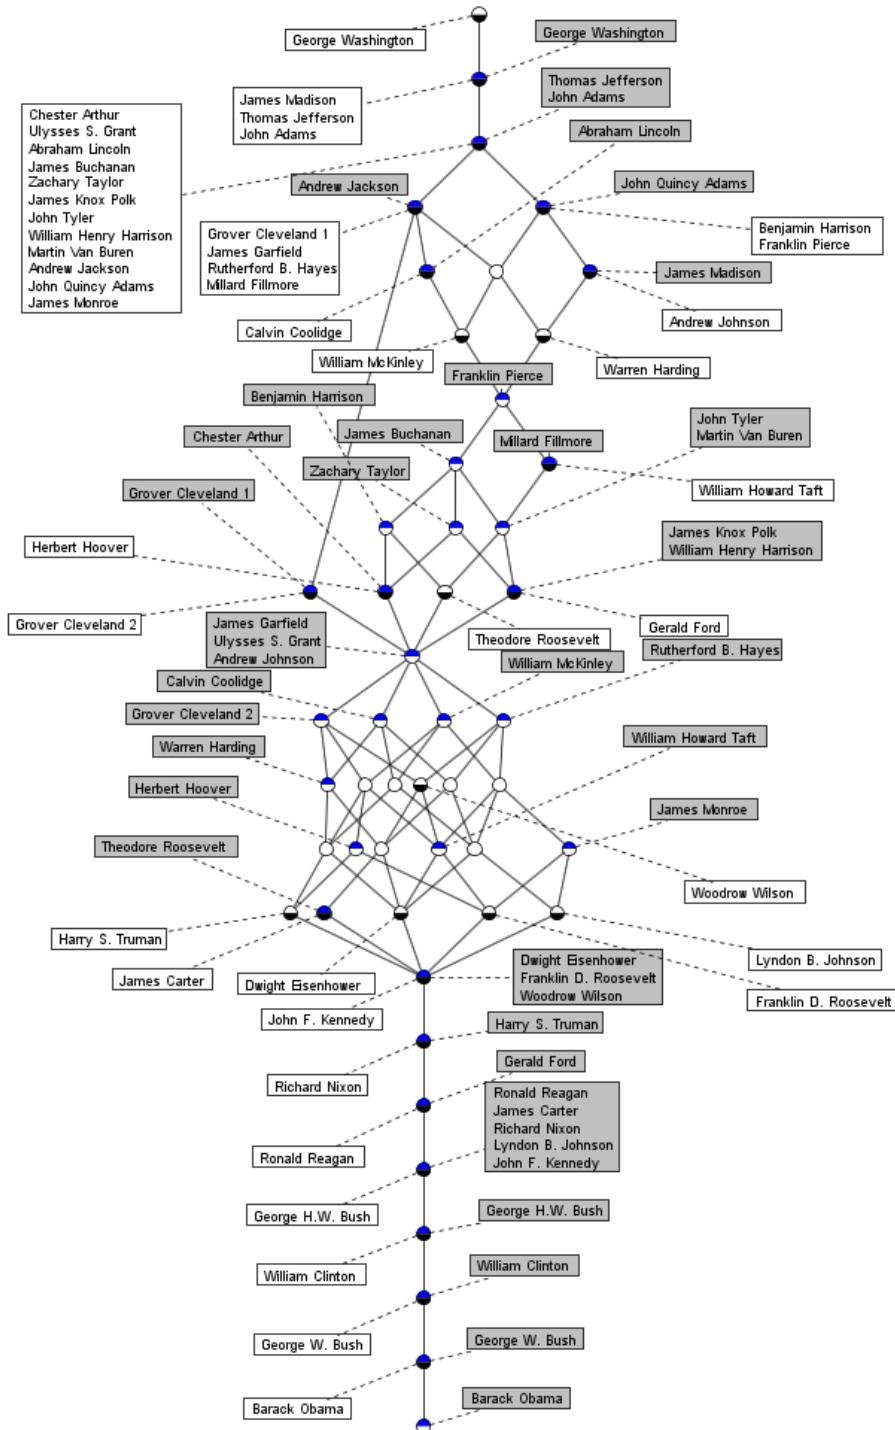 George Washington
George Washington
James Madison
Thomas Jefferson
John Adams
Thomas Jefferson
John Adams
Chester Arthur
Ulysses S. Grant
Abraham Lincoln
James Buchanan
Zachary Taylor
James Knox Polk
John Tyler
William Henry Harrison
Martin Van Buren
Andrew Jackson
John Quincy Adams
James Monroe
Abraham Lincoln
Andrew Jackson
John Quincy Adams
Grover Cleveland 1
James Garfield
Rutherford B. Hayes
Millard Fillmore
Benjamin Harrison
Franklin Pierce
James Madison
Andrew Johnson
Calvin Coolidge
William McKinley
Warren Harding
Franklin Pierce
Benjamin Harrison
John Tyler
Martin Van Buren
James Buchanan
Chester Arthur
Millard Fillmore
Zachary Taylor
William Howard Taft
Grover Cleveland 1
James Knox Polk
William Henry Harrison
Herbert Hoover
Grover Cleveland 2
Gerald Ford
Theodore Roosevelt
James Garfield
Ulysses S. Grant
Andrew Johnson
Rutherford B. Hayes
William McKinley
Calvin Coolidge
Grover Cleveland 2
William Howard Taft
Warren Harding
Herbert Hoover
James Monroe
Theodore Roosevelt
Woodrow Wilson
Harry S. Truman
James Carter
Dwight Eisenhower
Lyndon B. Johnson
Franklin D. Roosevelt
Dwight Eisenhower
Franklin D. Roosevelt
Woodrow Wilson
John F. Kennedy
Harry S. Truman
Richard Nixon
Gerald Ford
Ronald Reagan
Ronald Reagan
James Carter
Richard Nixon
Lyndon B. Johnson
John F. Kennedy
George H.W. Bush
George H.W. Bush
William Clinton
William Clinton
George W. Bush
George W. Bush
Barack Obama
Barack Obama